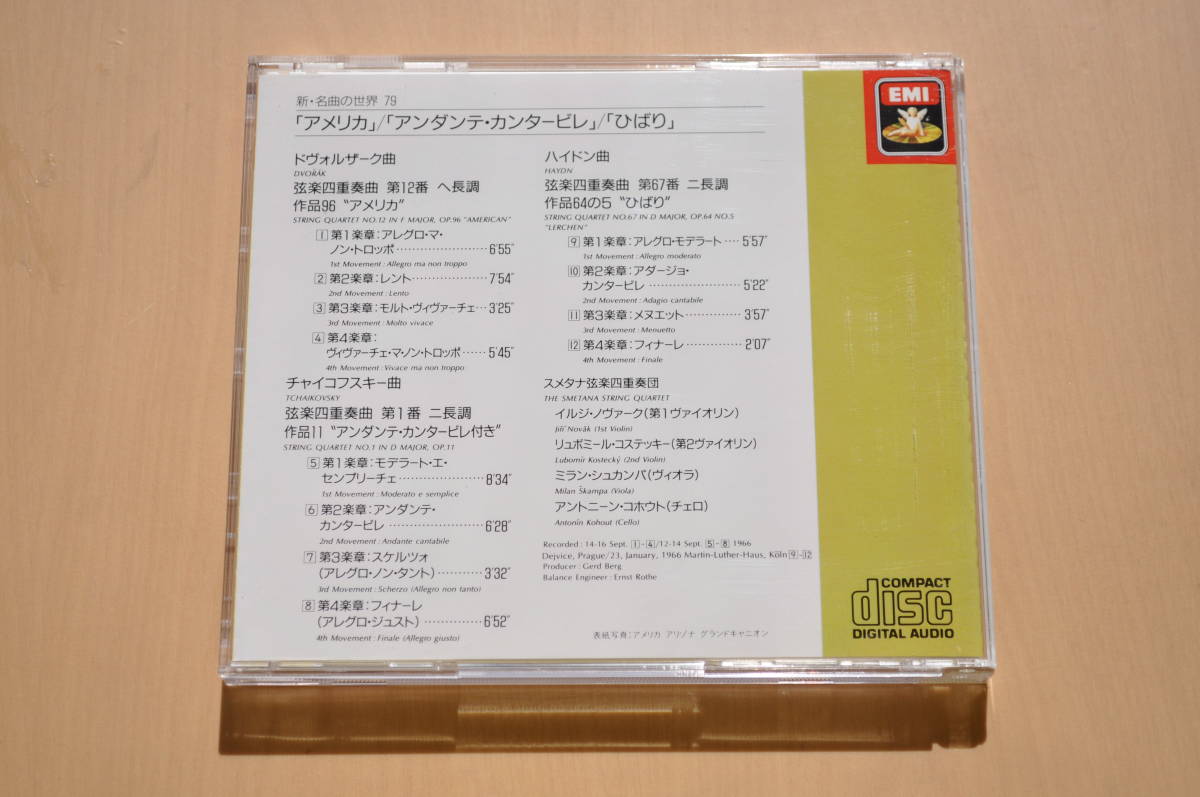 新・名曲の世界 79
「アメリカ」/「アンダンテ・カンタービレ」/「ひばり」
ドヴォルザーク曲
DVOŘÁK
弦楽四重奏曲 第12番 ヘ長調
作品96 “アメリカ”
STRING QUARTET NO.12 IN F MAJOR, OP.96 “AMERICAN”
1 第1楽章:アレグロ・マ・
ノン・トロッポ………………6′55″
1st Movement : Allegro ma non troppo
2 第2楽章:レント………………7′54″
2nd Movement : Lento
3 第3楽章:モルト・ヴィヴァーチェ…3′25″
3rd Movement : Molto vivace
4 第4楽章:
ヴィヴァーチェ・マ・ノン・トロッポ……5′45″
4th Movement : Vivace ma non troppo
チャイコフスキー曲
TCHAIKOVSKY
弦楽四重奏曲 第1番 ニ長調
作品11 “アンダンテ・カンタービレ付き”
STRING QUARTET NO.1 IN D MAJOR, OP.11
5 第1楽章:モデラート・エ・
センプリーチェ………………8′34″
1st Movement : Moderato e semplice
6 第2楽章:アンダンテ・
カンタービレ………………6′28″
2nd Movement : Andante cantabile
7 第3楽章:スケルツォ
(アレグロ・ノン・タント)…………3′32″
3rd Movement : Scherzo (Allegro non tanto)
8 第4楽章:フィナーレ
(アレグロ・ジュスト)……………6′52″
4th Movement : Finale (Allegro giusto)
ハイドン曲
HAYDN
弦楽四重奏曲 第67番 ニ長調
作品64の5 “ひばり”
STRING QUARTET NO.67 IN D MAJOR, OP.64 NO.5
“LERCHEN”
9 第1楽章:アレグロ・モデラート……5′57″
1st Movement : Allegro moderato
10 第2楽章:アダージョ・
カンタービレ………………5′22″
2nd Movement : Adagio cantabile
11 第3楽章:メヌエット…………3′57″
3rd Movement : Menuetto
12 第4楽章:フィナーレ…………2′07″
4th Movement : Finale
スメタナ弦楽四重奏団
THE SMETANA STRING QUARTET
イルジ・ノヴァーク(第1ヴァイオリン)
Jiří Novák (1st Violin)
リュボミール・コステッキー(第2ヴァイオリン)
Lubomír Kostecký (2nd Violin)
ミラン・シュカンパ(ヴィオラ)
Milan Škampa (Viola)
アントニーン・コホウト(チェロ)
Antonín Kohout (Cello)
Recorded : 14-16 Sept. 1-4/12-14 Sept. 5-8 1966
Dejvice, Prague/23, January, 1966 Martin-Luther-Haus, Köln 9-12
Producer : Gerd Berg
Balance Engineer : Ernst Rothe
表紙写真:アメリカ アリゾナ グランドキャニオン
EMI
COMPACT
disc
DIGITAL AUDIO